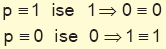 p ≡ 1 ise 1 ⇒ 0 ≡ 0
p ≡ 0 ise 0 ⇒ 1 ≡ 1